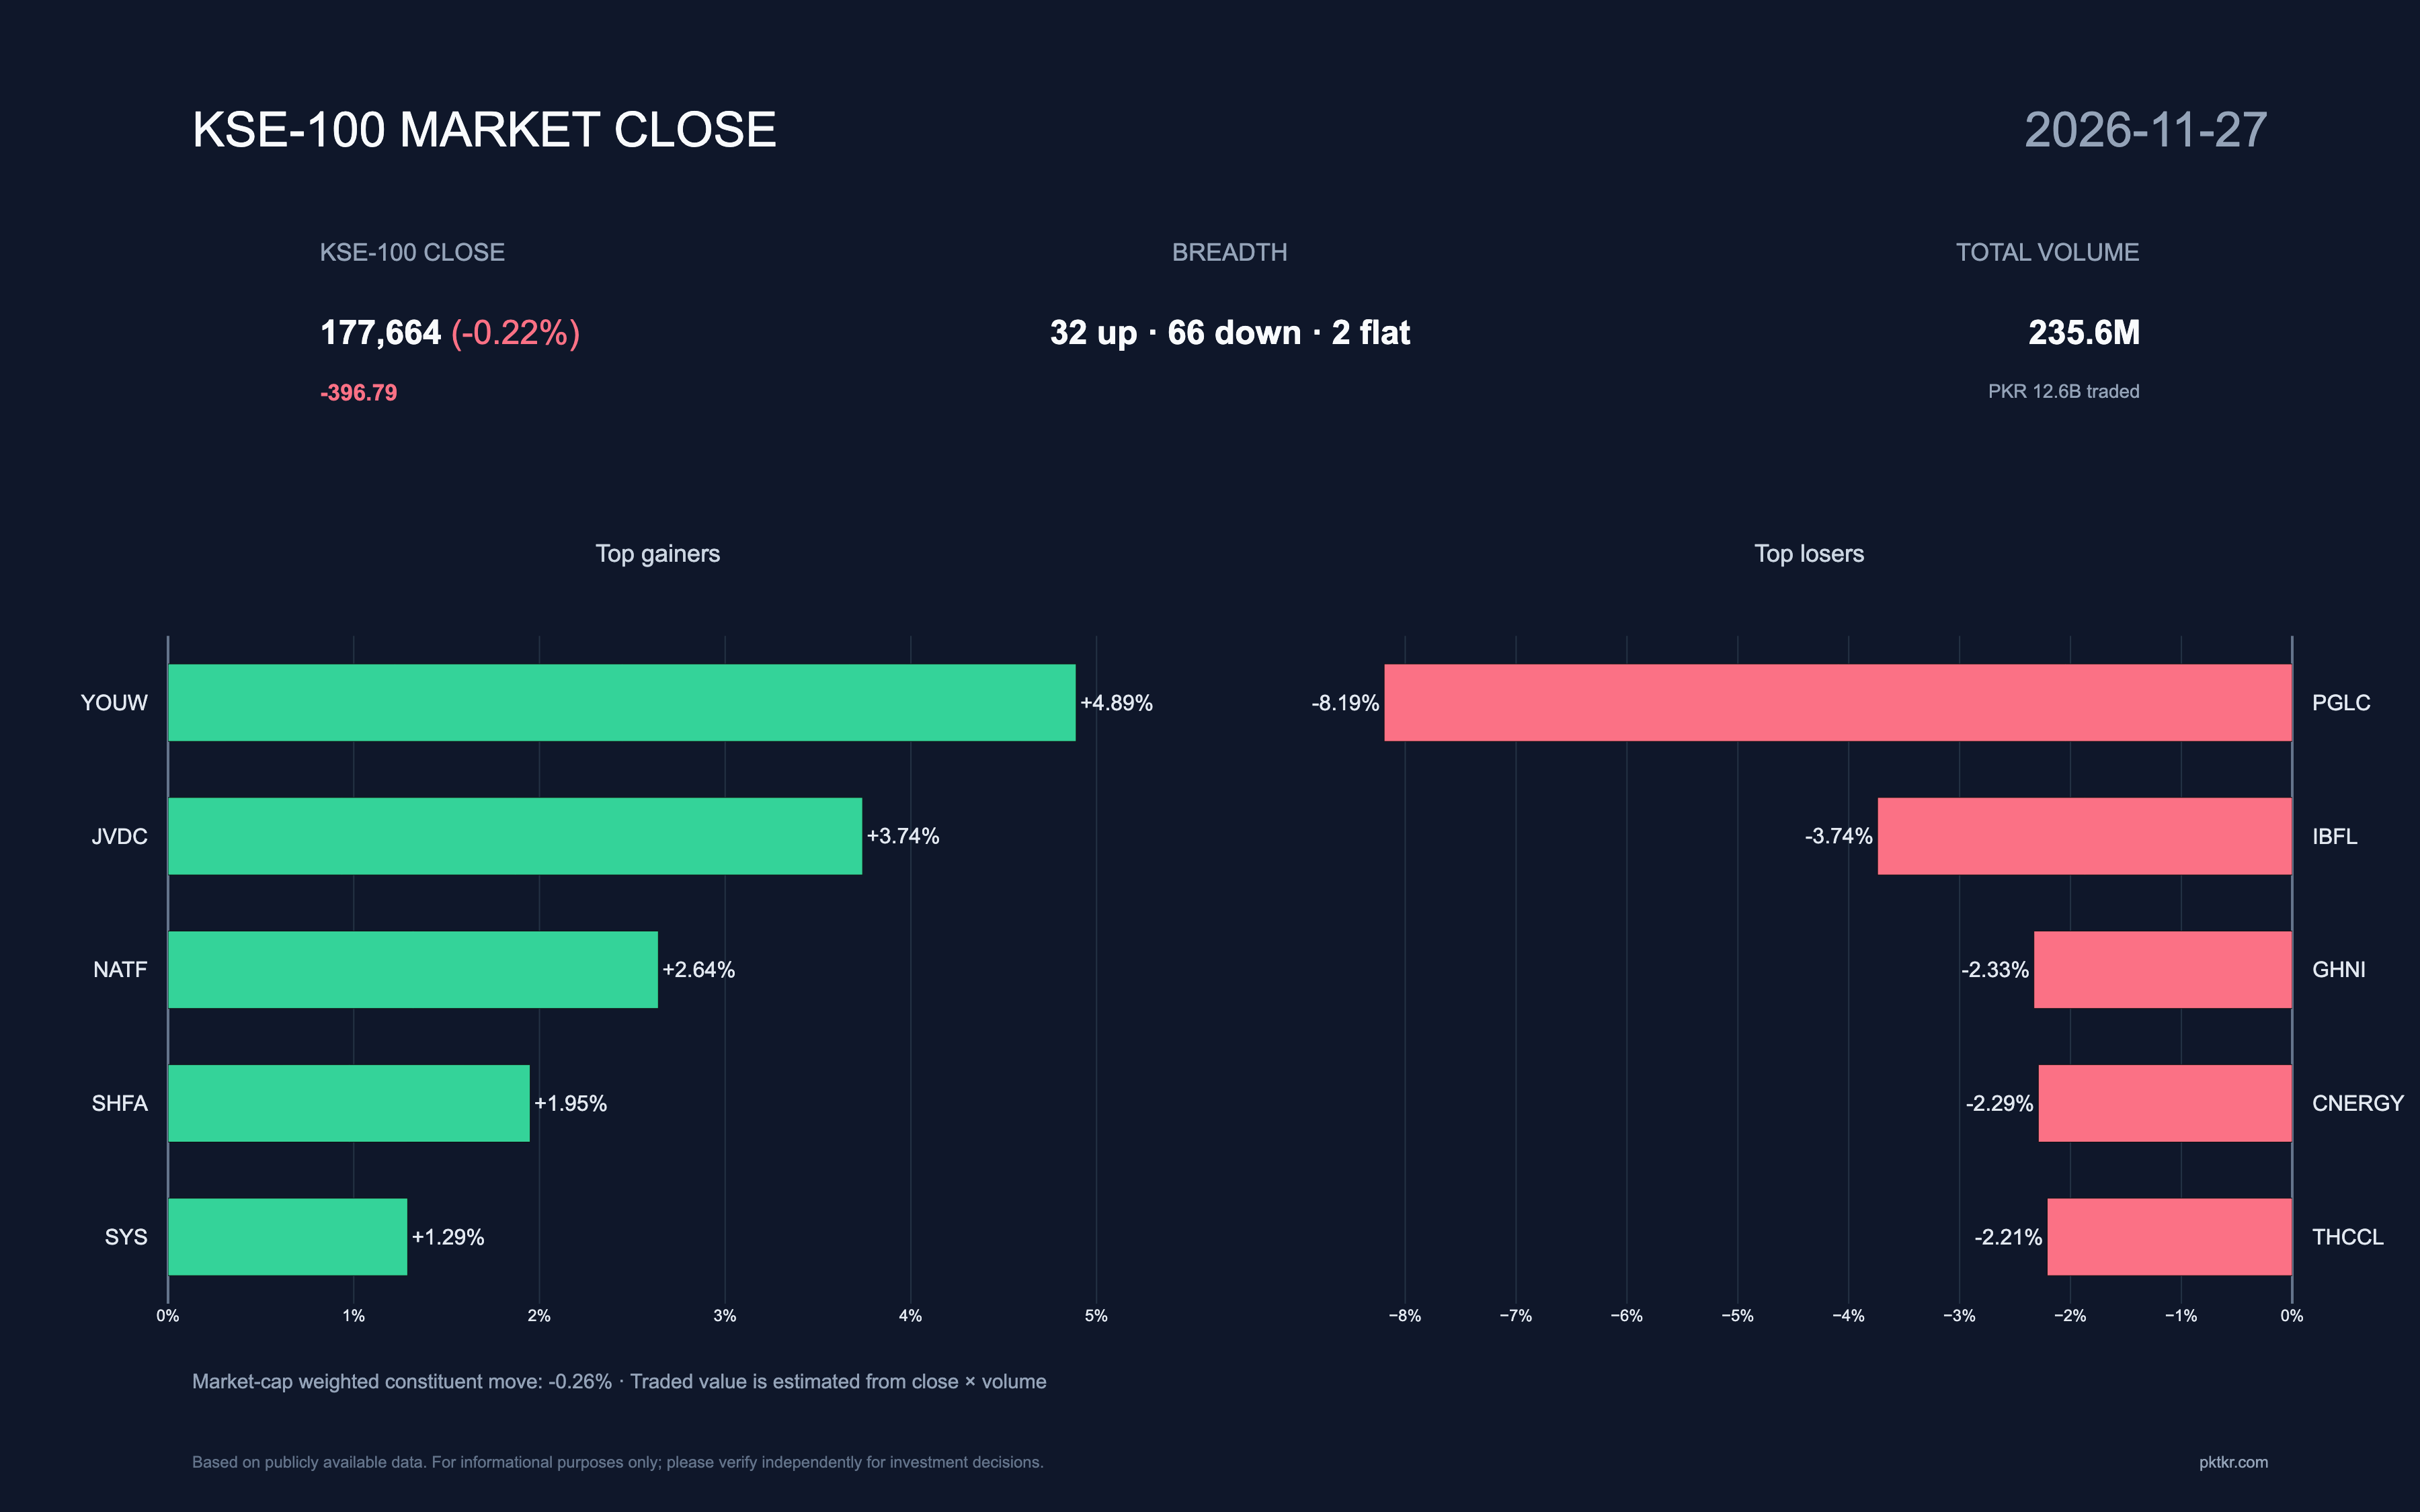 KSE-100 MARKET CLOSE
2026-11-27
KSE-100 CLOSE
177,664 (-0.22%)
-396.79
BREADTH
32 up · 66 down · 2 flat
TOTAL VOLUME
235.6M
PKR 12.6B traded
Top gainers
YOUW +4.89%
JVDC +3.74%
NATF +2.64%
SHFA +1.95%
SYS +1.29%
0% 1% 2% 3% 4% 5%
Top losers
-8.19% PGLC
-3.74% IBFL
-2.33% GHNI
-2.29% CNERGY
-2.21% THCCL
−8% −7% −6% −5% −4% −3% −2% −1% 0%
Market-cap weighted constituent move: -0.26% · Traded value is estimated from close × volume
Based on publicly available data. For informational purposes only; please verify independently for investment decisions.
pktkr.com